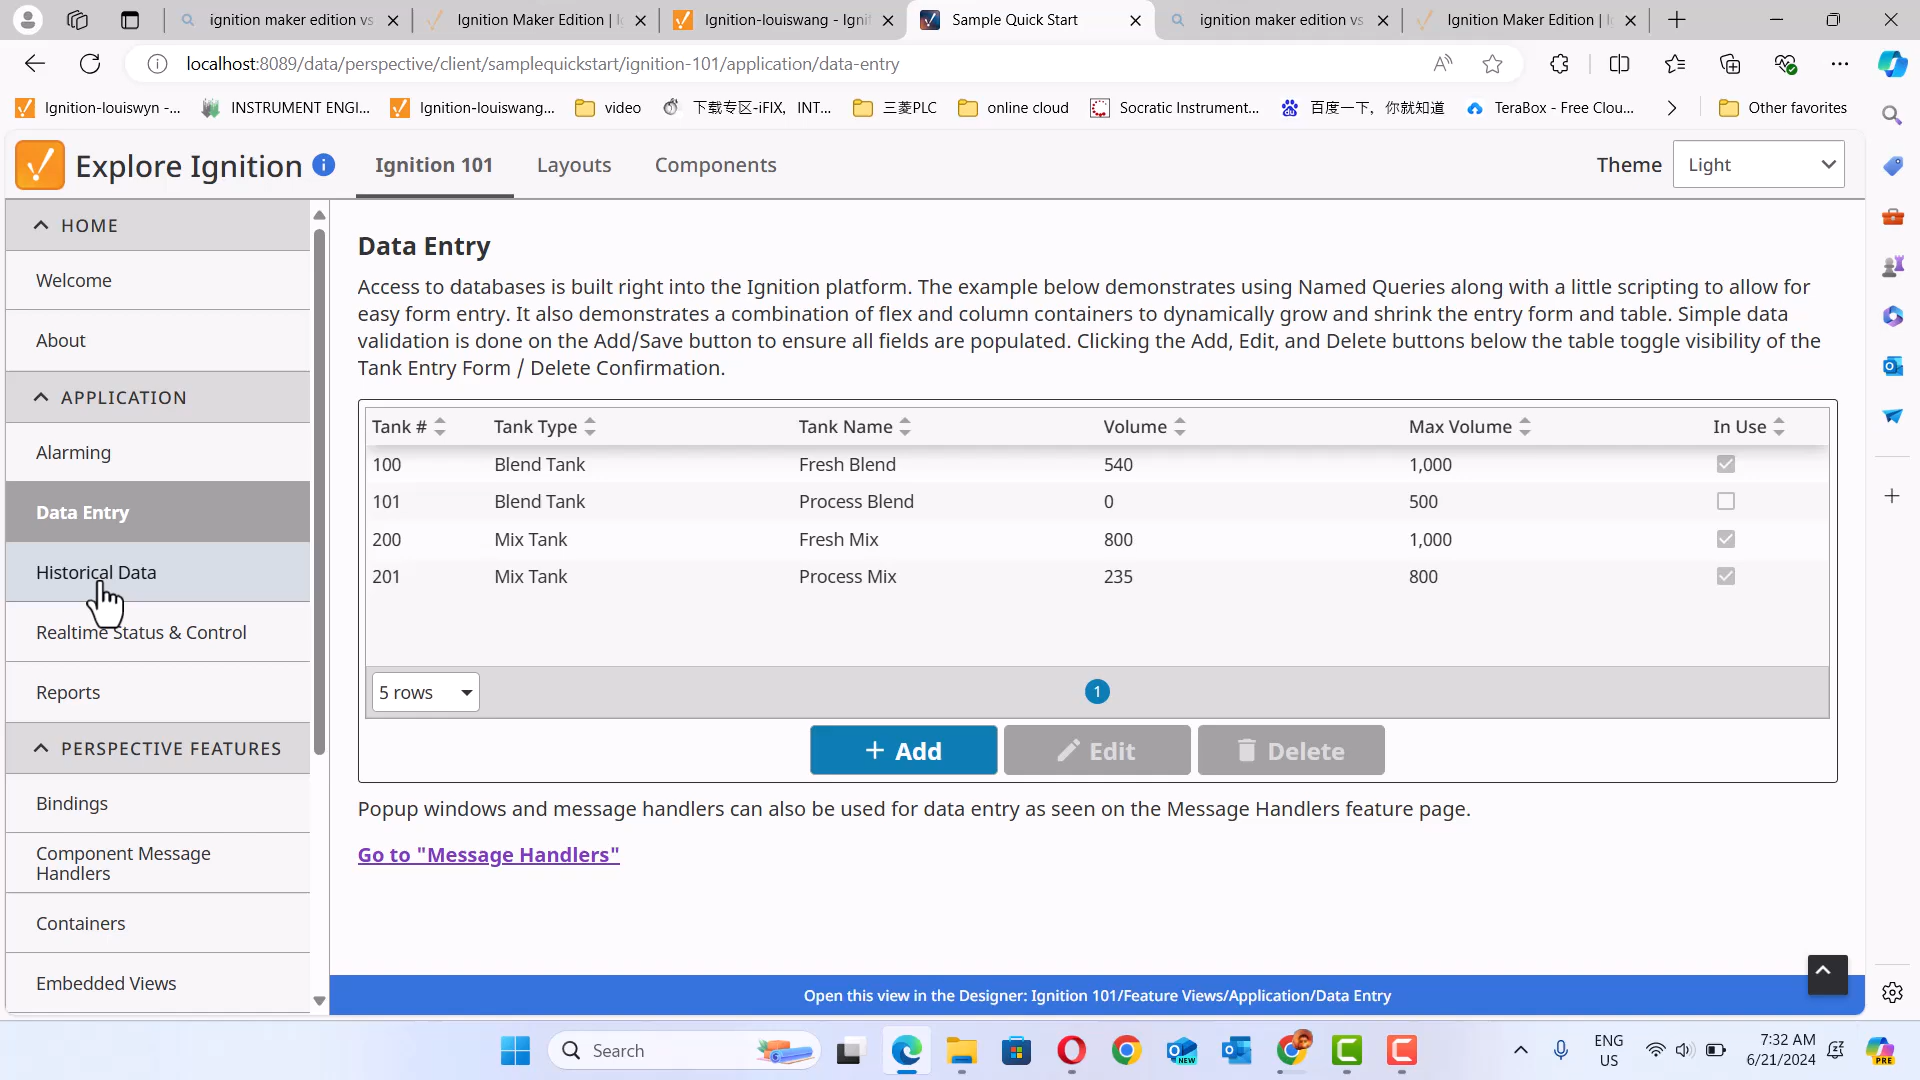 ignition maker edition vs
Ignition Maker Edition | I
Ignition-louiswang - Ignit
Sample Quick Start
ignition maker edition vs
Ignition Maker Edition | I
localhost:8089/data/perspective/client/samplequickstart/ignition-101/application/data-entry
Ignition-louiswyn -...
INSTRUMENT ENGI...
Ignition-louiswang...
video
下载专区-iFIX, INT...
三菱PLC
online cloud
Socratic Instrument...
百度一下，你就知道
TeraBox - Free Clou...
Other favorites
Explore Ignition
Ignition 101
Layouts
Components
Theme
Light
HOME
Welcome
About
APPLICATION
Alarming
Data Entry
Historical Data
Realtime Status & Control
Reports
PERSPECTIVE FEATURES
Bindings
Component Message
Handlers
Containers
Embedded Views
Data Entry
Access to databases is built right into the Ignition platform. The example below demonstrates using Named Queries along with a little scripting to allow for
easy form entry. It also demonstrates a combination of flex and column containers to dynamically grow and shrink the entry form and table. Simple data
validation is done on the Add/Save button to ensure all fields are populated. Clicking the Add, Edit, and Delete buttons below the table toggle visibility of the
Tank Entry Form / Delete Confirmation.
Tank # Tank Type Tank Name Volume Max Volume In Use
100 Blend Tank Fresh Blend 540 1,000
101 Blend Tank Process Blend 0 500
200 Mix Tank Fresh Mix 800 1,000
201 Mix Tank Process Mix 235 800
5 rows
1
+ Add
Edit
Delete
Popup windows and message handlers can also be used for data entry as seen on the Message Handlers feature page.
Go to "Message Handlers"
Open this view in the Designer: Ignition 101/Feature Views/Application/Data Entry
Search
NEW
ENG
US
7:32 AM
6/21/2024
PRE